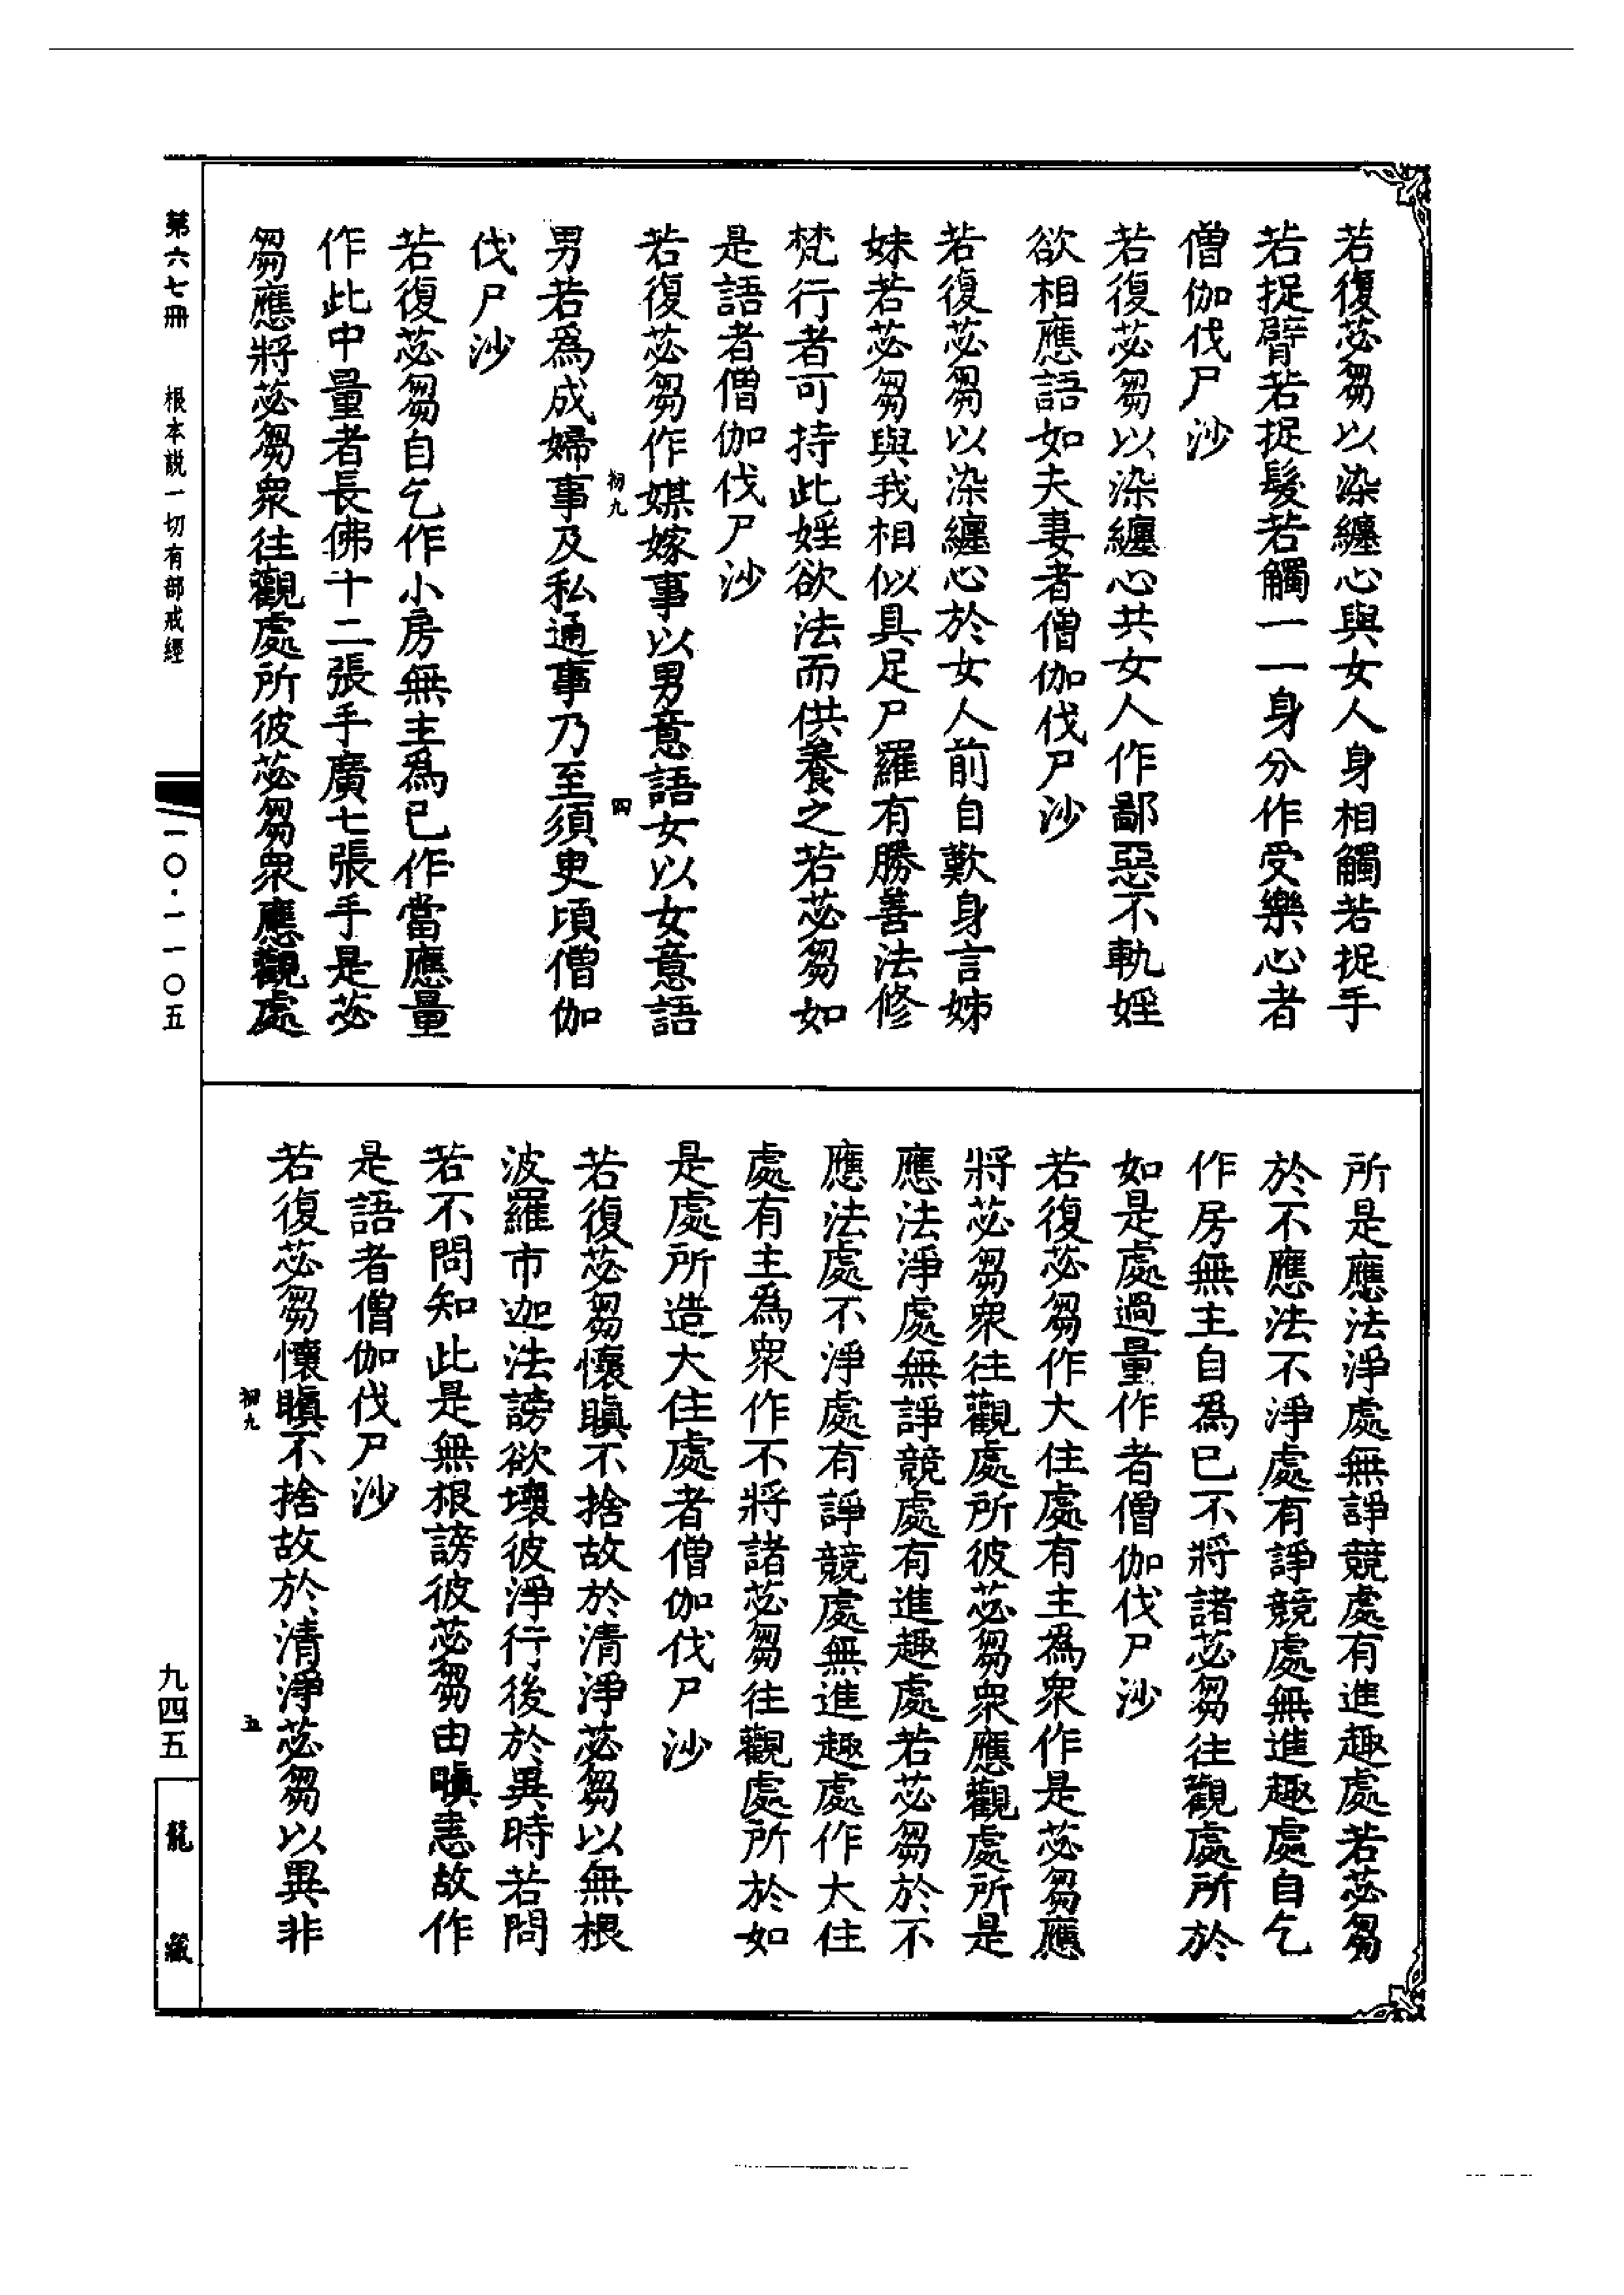 若復苾芻以染纏心與女人身相觸若捉手
若捉臂若捉髮若觸一一身分作受樂心者
僧伽伐尸沙
若復苾芻以染纏心共女人作鄙惡不軌婬
欲相應語如夫妻者僧伽伐尸沙
若復苾芻以染纏心於女人前自歎身言姊
妹若苾芻與我相似具足尸羅有勝善法修
梵行者可持此婬欲法而供養之若苾芻如
是語者僧伽伐尸沙
若復苾芻作媒嫁事以男意語女以女意語
初九
四
男若為成婦事及私通事乃至須臾頃僧伽
伐尸沙
若復苾芻自乞作小房無主為已作當應量
作此中量者長佛十二張手廣七張手是苾
芻應將苾芻衆往觀處所彼苾芻衆應觀處
所是應法淨處無諍競處有進趣處若苾芻
於不應法不淨處有諍競處無進趣處自乞
作房無主自為已不將諸苾芻往觀處所於
如是處過量作者僧伽伐尸沙
若復苾芻作大住處有主為衆作是苾芻應
將苾芻衆往觀處所彼苾芻衆應觀處所是
應法淨處無諍競處有進趣處若苾芻於不
應法處不淨處有諍競處無進趣處作大住
處有主為衆作不將諸苾芻往觀處所於如
是處所造大住處者僧伽伐尸沙
若復苾芻懷瞋不捨故於清淨苾芻以無根
波羅市迦法謗欲壞彼淨行後於異時若問
若不問知此是無根謗彼苾芻由瞋恚故作
是語者僧伽伐尸沙
若復苾芻懷瞋不捨故於清淨苾芻以異非
初九
五
第六七冊
根本説一切有部戒經
一〇·一一〇五
九四五
龍藏